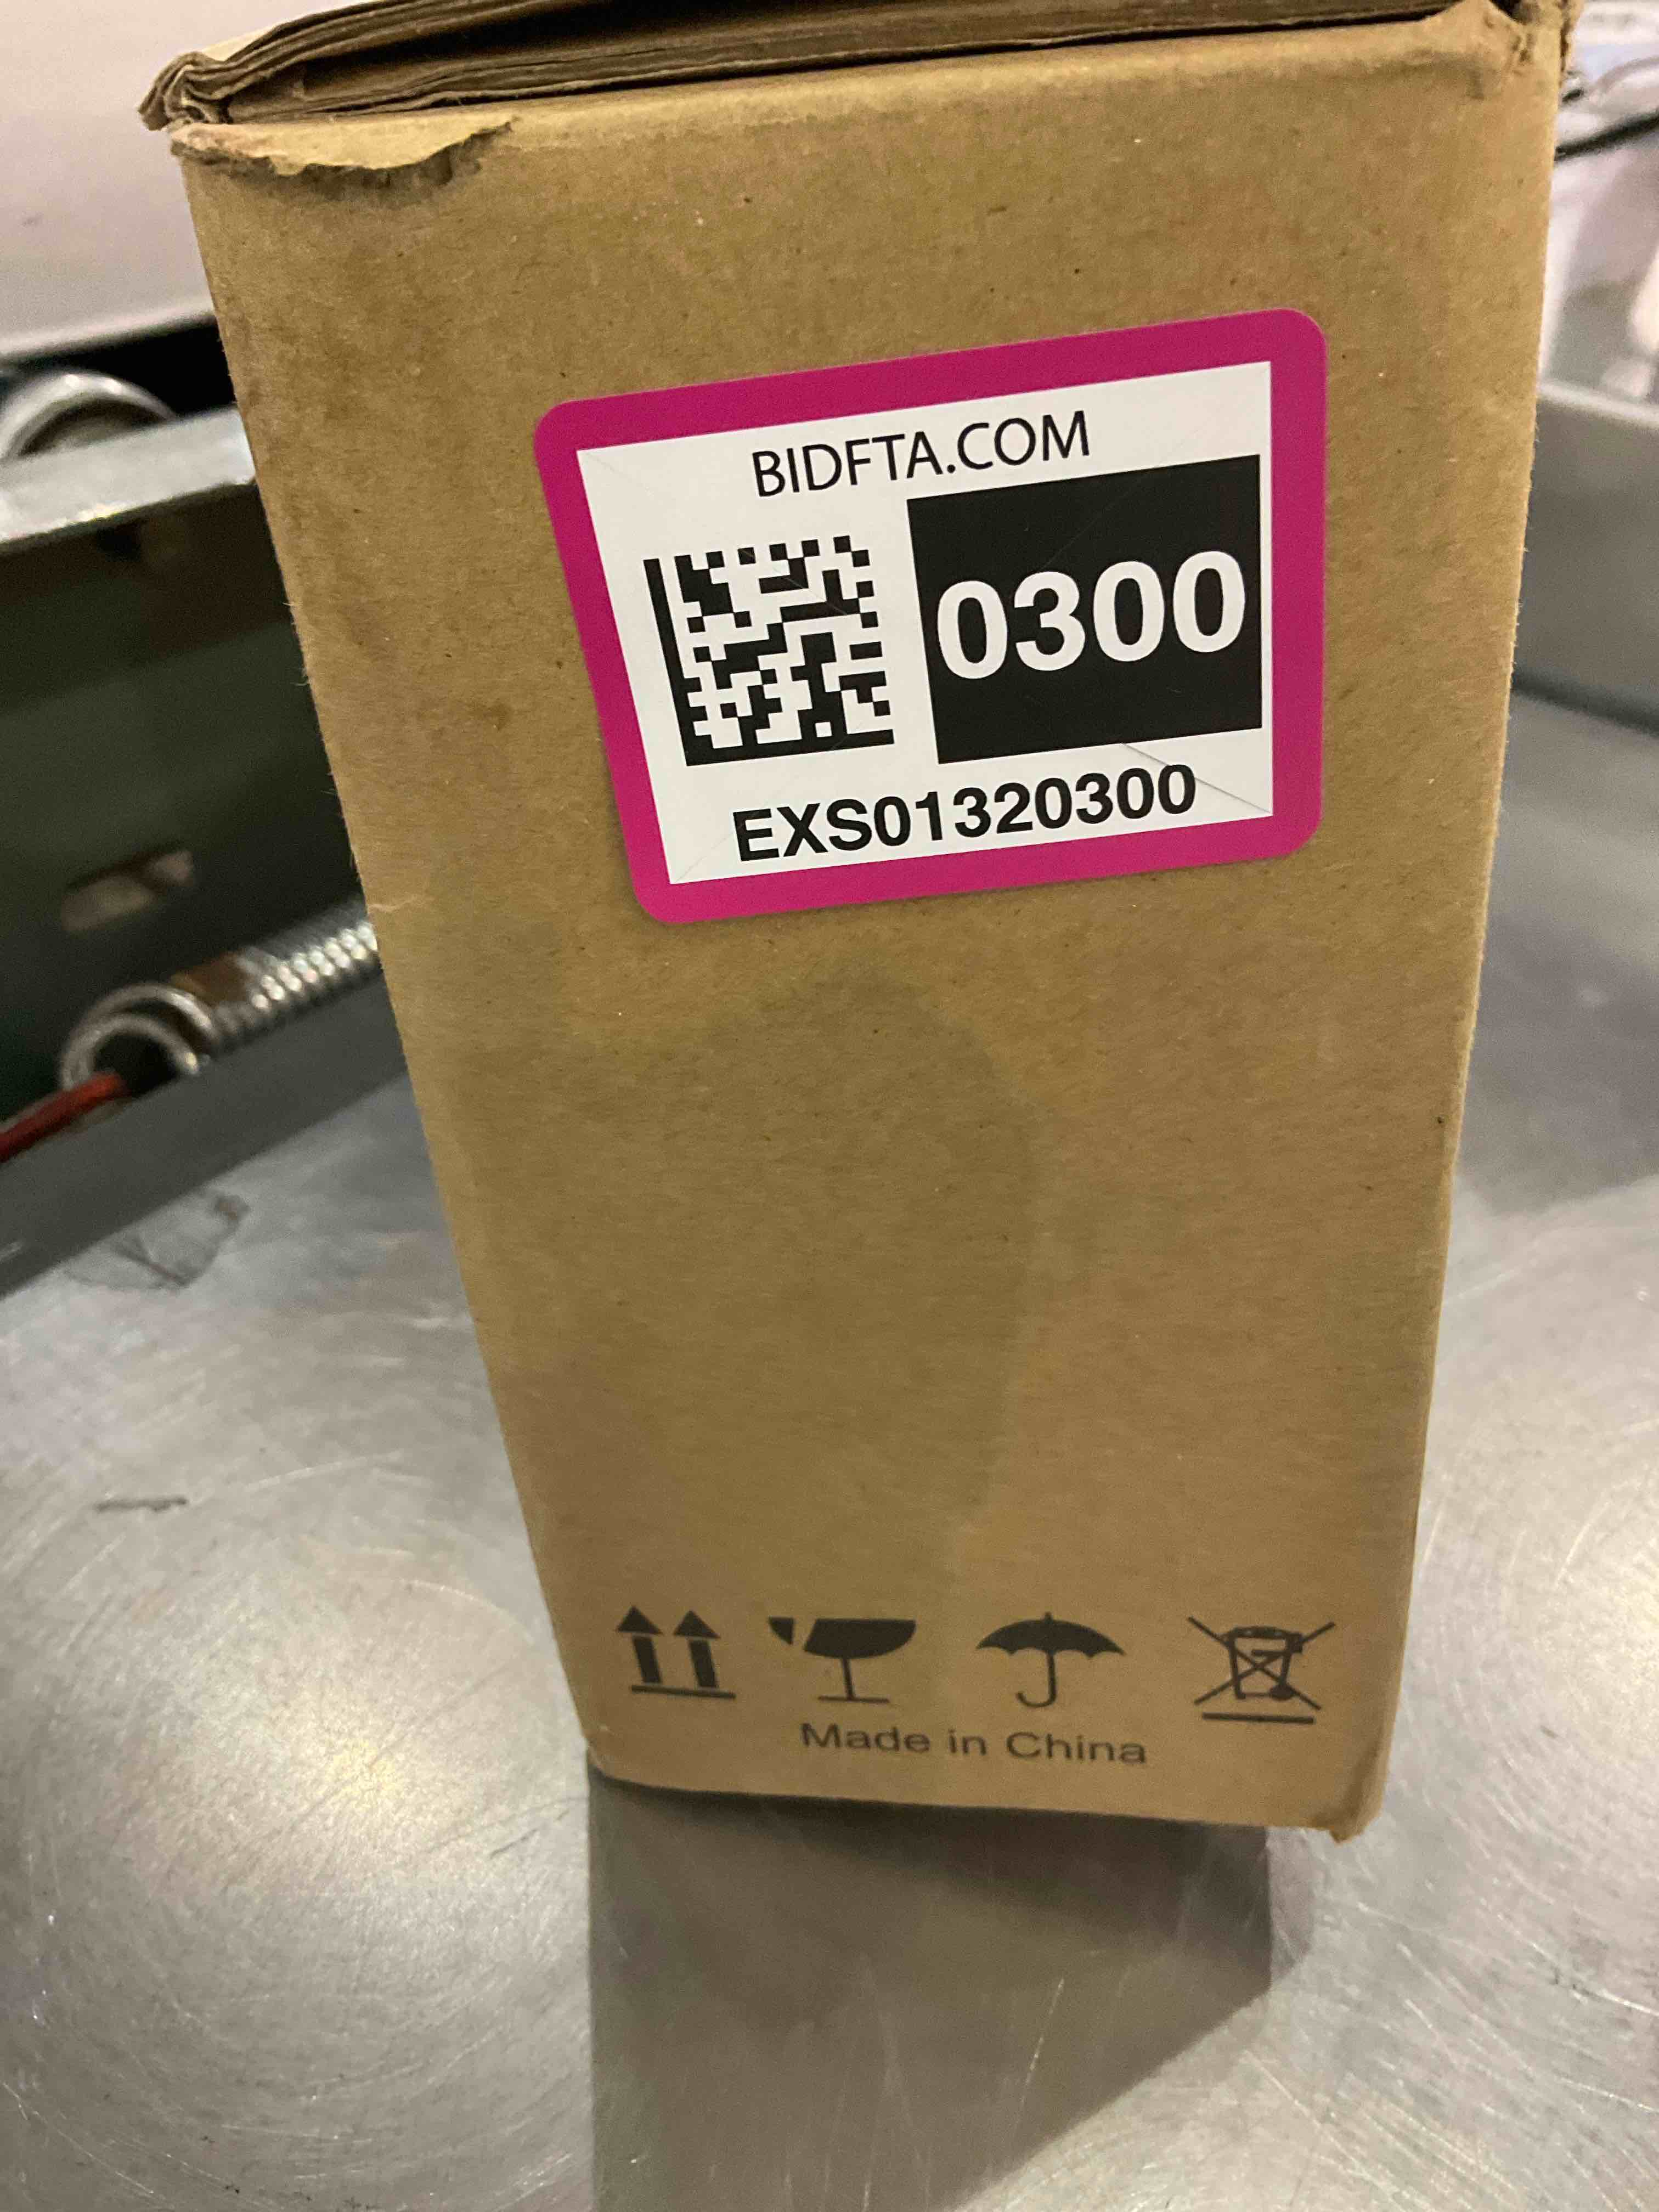 BIDFTA.COM
0300
EXS01320300
Made in China